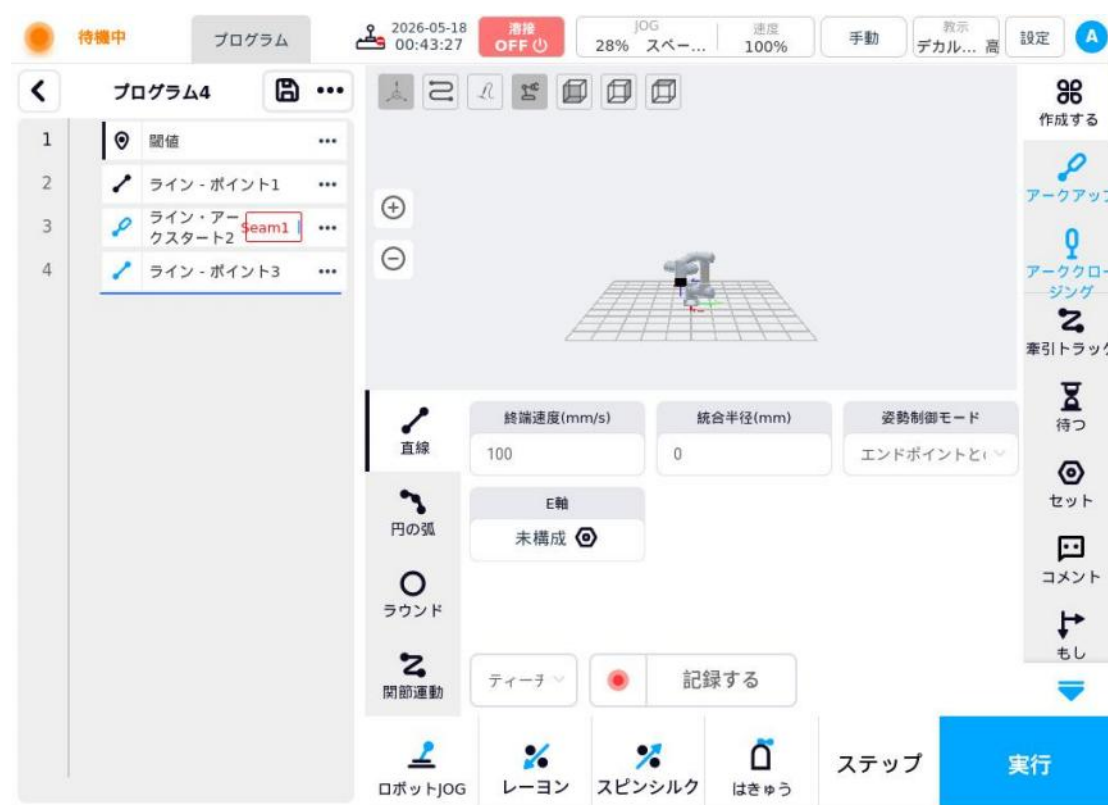 待機中
プログラム
2026-05-18
00:43:27
溶接
OFF
JOG
28% スペー...
速度
100%
手動
教示
デカル... 高
設定
A
プログラム4
1 閾値
2 ライン - ポイント1
3 ライン・アー
クスタート2
Seam1
4 ライン - ポイント3
作成する
アークアップ
アーククロー
ジング
牽引トラック
待つ
セット
コメント
もし
直線
円の弧
ラウンド
関節運動
終端速度(mm/s)
100
統合半径(mm)
0
姿勢制御モード
エンドポイントと
E軸
未構成
ティーチ
記録する
ロボットJOG
レーヨン
スピンシルク
はきゅう
ステップ
実行